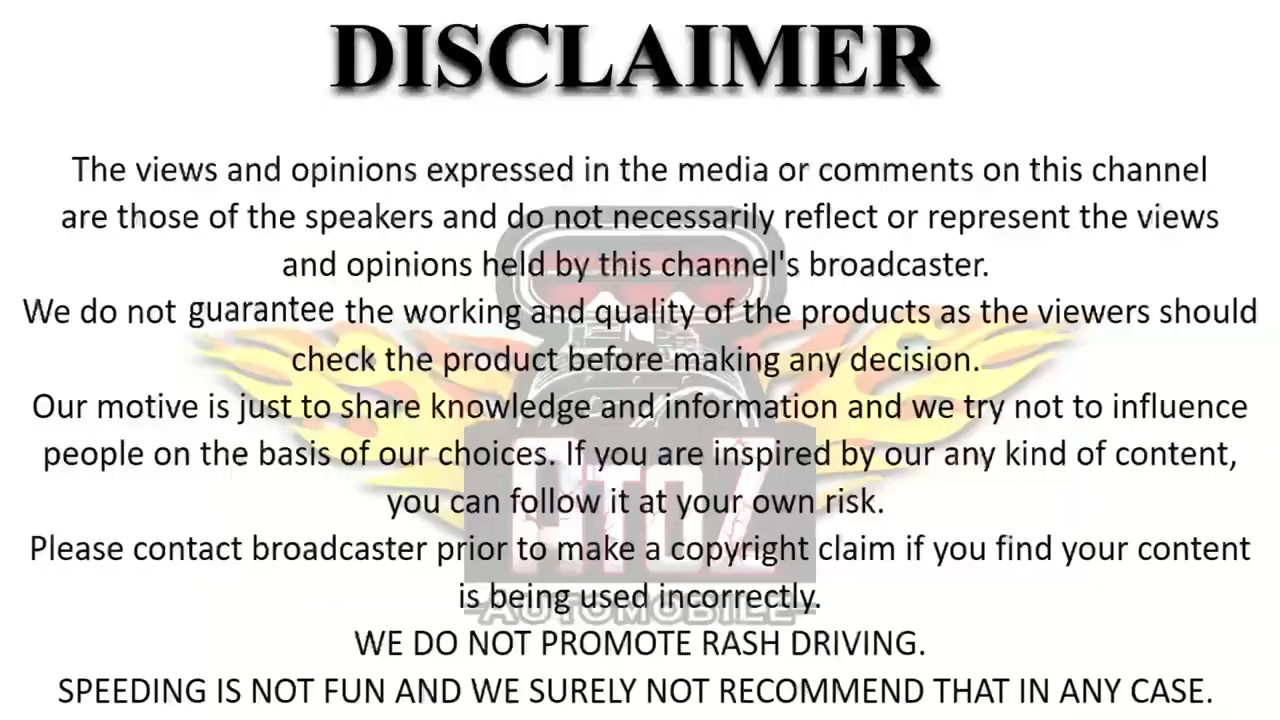 DISCLAIMER
The views and opinions expressed in the media or comments on this channel
are those of the speakers and do not necessarily reflect or represent the views
and opinions held by this channel's broadcaster.
We do not guarantee the working and quality of the products as the viewers should
check the product before making any decision.
Our motive is just to share knowledge and information and we try not to influence
people on the basis of our choices. If you are inspired by our any kind of content,
you can follow it at your own risk.
ATOZ
Please contact broadcaster prior to make a copyright claim if you find your content
is being used incorrectly.
AUTOMOBILE
WE DO NOT PROMOTE RASH DRIVING.
SPEEDING IS NOT FUN AND WE SURELY NOT RECOMMEND THAT IN ANY CASE.